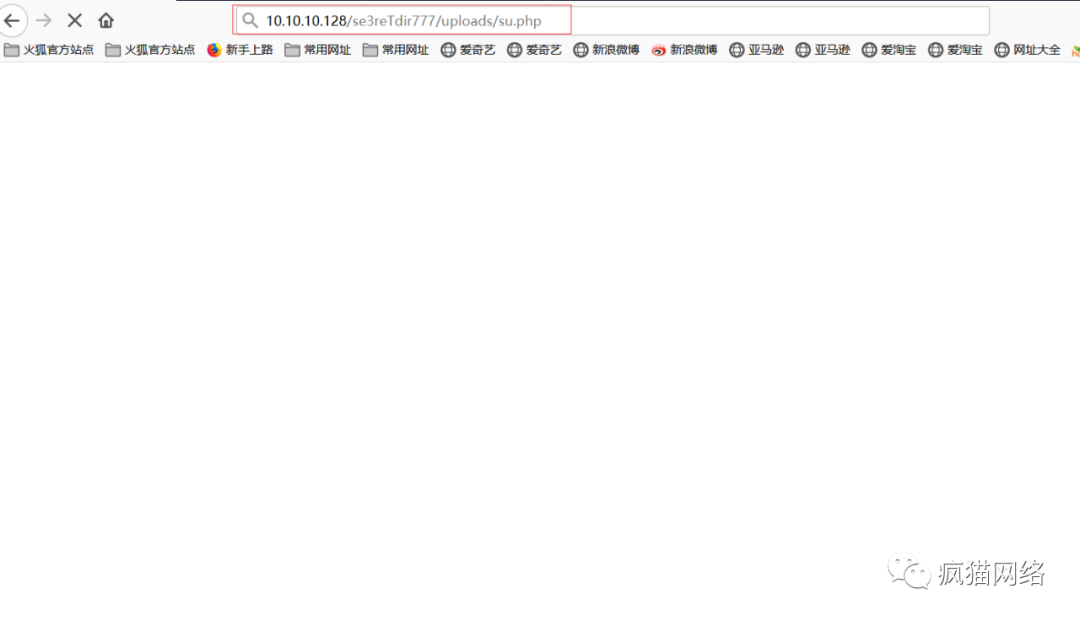 10.10.10.128/se3reTdir777/uploads/su.php
火狐官方站点 火狐官方站点 新手上路 常用网址 常用网址 爱奇艺 爱奇艺 新浪微博 新浪微博 亚马逊 亚马逊 爱淘宝 爱淘宝 网址大全
疯猫网络